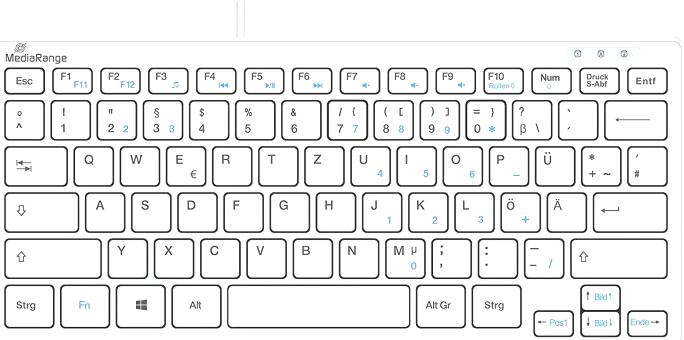 MediaRange
Esc F1 F11 F2 F12 F3 F4 F5 F6 F7 F8 F9 F10 Rollen Num Druck S-Abf Entf
° ^ ! 1 " 2 2 § 3 3 $ 4 % 5 & 6 / { 7 7 ( [ 8 8 ) ] 9 9 = } 0 * ? ß \ ` ´ ←
Q W E € R T Z U 4 I 5 O 6 P − Ü * + ~ ' #
A S D F G H J 1 K 2 L 3 Ö + Ä
⇧ Y X C V B N M µ 0 ; , : . _ - / ⇧
Strg Fn Alt Alt Gr Strg ↑ Bild↑
← Pos1 ↓ Bild↓ Ende →